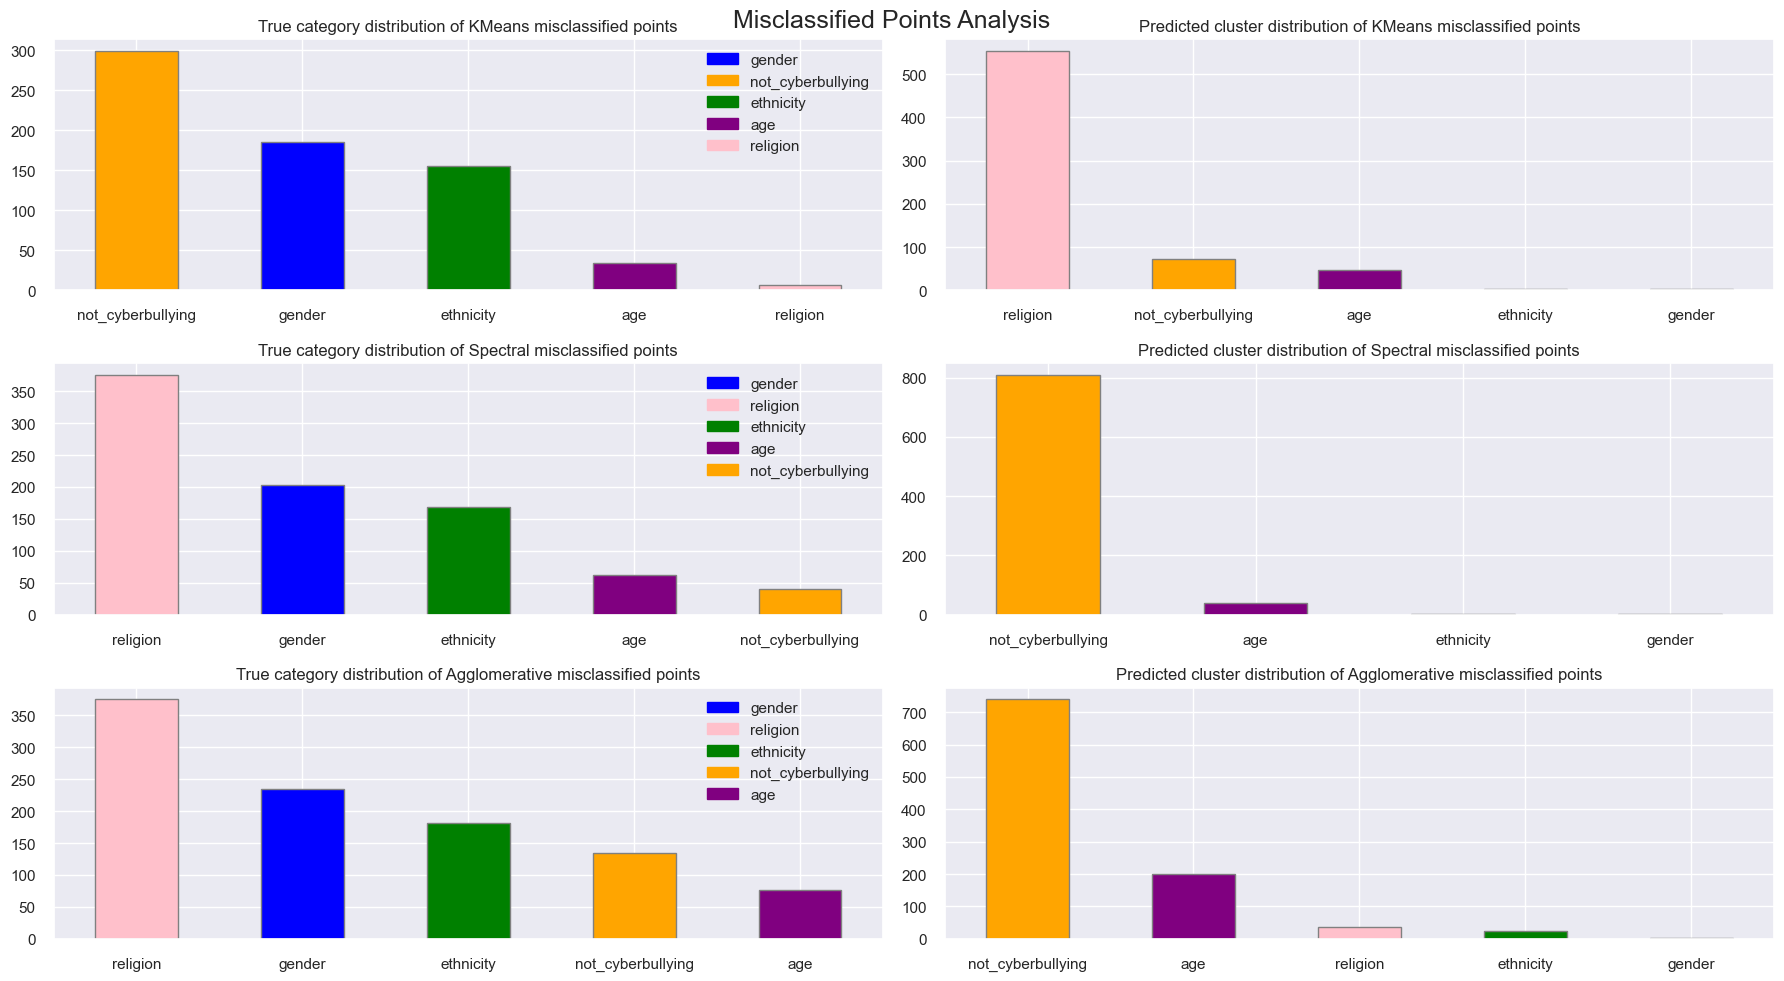 Misclassified Points Analysis
True category distribution of KMeans misclassified points
300
250
200
150
100
50
0
gender
not_cyberbullying
ethnicity
age
religion
not_cyberbullying gender ethnicity age religion
Predicted cluster distribution of KMeans misclassified points
500
400
300
200
100
0
religion not_cyberbullying age ethnicity gender
True category distribution of Spectral misclassified points
350
300
250
200
150
100
50
0
gender
religion
ethnicity
age
not_cyberbullying
religion gender ethnicity age not_cyberbullying
Predicted cluster distribution of Spectral misclassified points
800
600
400
200
0
not_cyberbullying age ethnicity gender
True category distribution of Agglomerative misclassified points
350
300
250
200
150
100
50
0
gender
religion
ethnicity
not_cyberbullying
age
religion gender ethnicity not_cyberbullying age
Predicted cluster distribution of Agglomerative misclassified points
700
600
500
400
300
200
100
0
not_cyberbullying age religion ethnicity gender